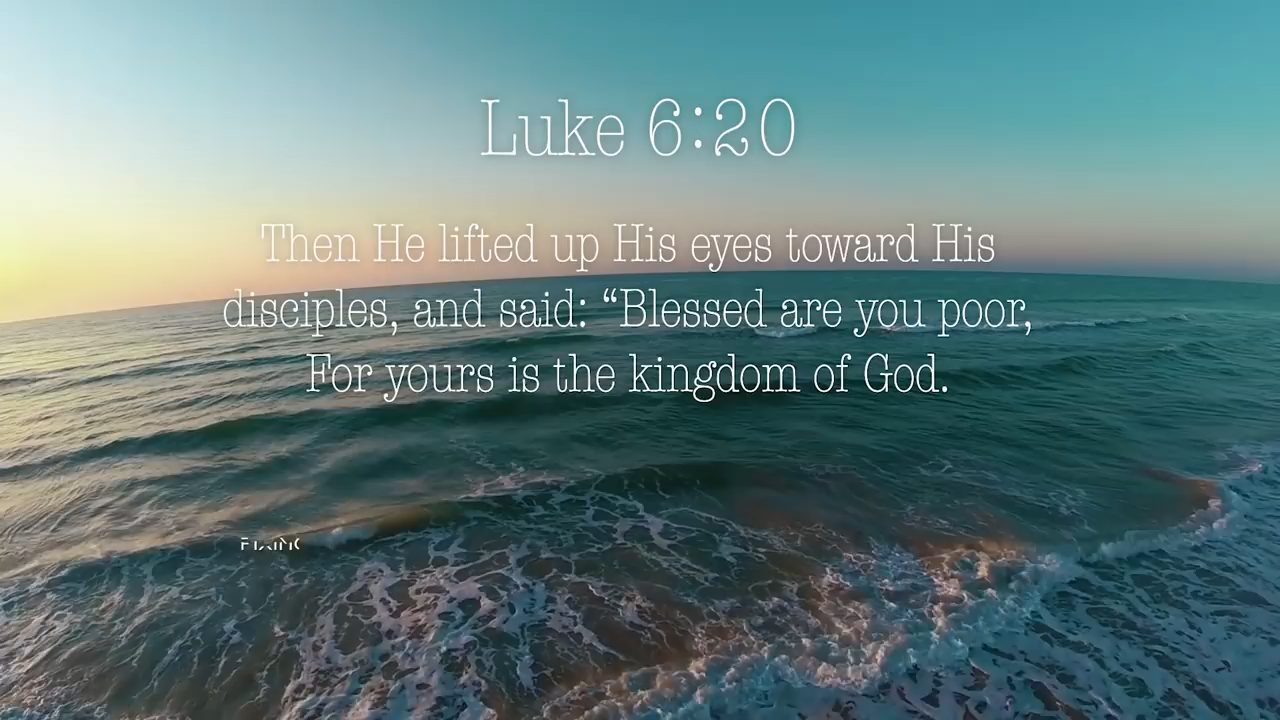 Luke 6:20
Then He lifted up His eyes toward His
disciples, and said: “Blessed are you poor,
For yours is the kingdom of God.